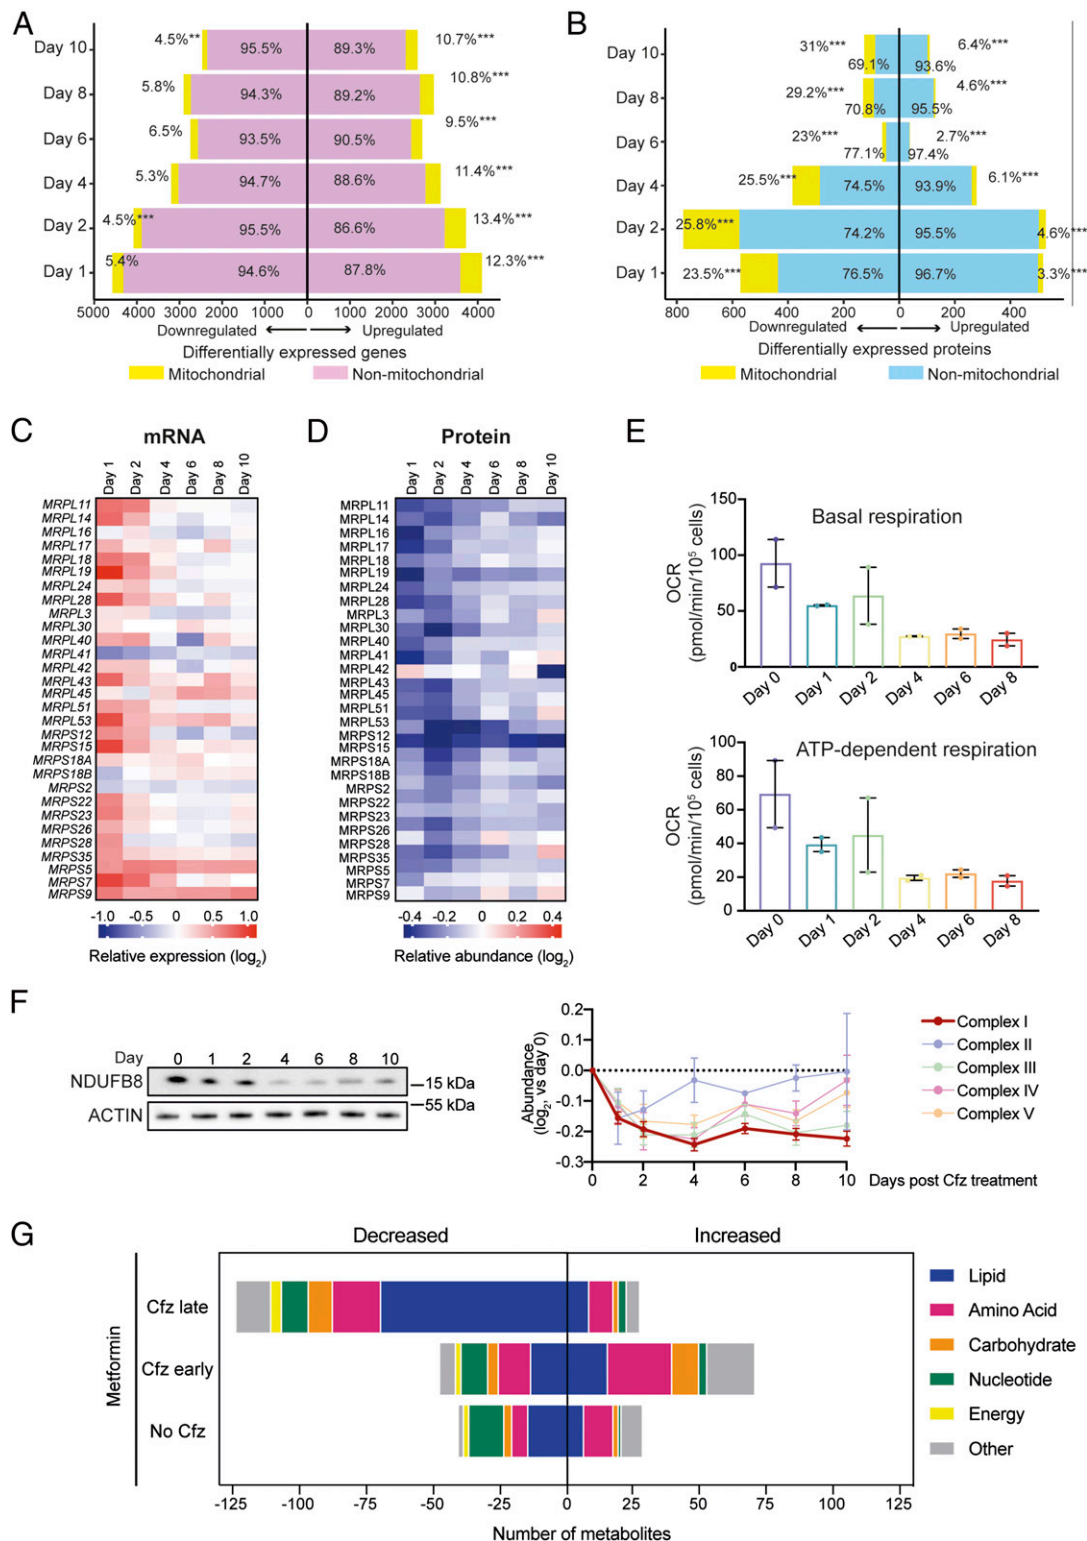 A
Day 10
4.5%**
95.5%
89.3%
10.7%***
Day 8
5.8%
94.3%
89.2%
10.8%***
Day 6
6.5%
93.5%
90.5%
9.5%***
Day 4
5.3%
94.7%
88.6%
11.4%***
Day 2
4.5%***
95.5%
86.6%
13.4%***
Day 1
5.4%
94.6%
87.8%
12.3%***
5000 4000 3000 2000 1000 0 1000 2000 3000 4000
Downregulated Upregulated
Differentially expressed genes
Mitochondrial Non-mitochondrial
B
Day 10
31%***
69.1%
93.6%
6.4%***
Day 8
29.2%***
70.8%
95.5%
4.6%***
Day 6
23%***
77.1%
97.4%
2.7%***
Day 4
25.5%***
74.5%
93.9%
6.1%***
Day 2
25.8%***
74.2%
95.5%
4.6%***
Day 1
23.5%***
76.5%
96.7%
3.3%***
800 600 400 200 0 200 400
Downregulated Upregulated
Differentially expressed proteins
Mitochondrial Non-mitochondrial
C
mRNA
Day 1
Day 2
Day 4
Day 6
Day 8
Day 10
MRPL11
MRPL14
MRPL16
MRPL17
MRPL18
MRPL19
MRPL24
MRPL28
MRPL3
MRPL30
MRPL40
MRPL41
MRPL42
MRPL43
MRPL45
MRPL51
MRPL53
MRPS12
MRPS15
MRPS18A
MRPS18B
MRPS2
MRPS22
MRPS23
MRPS26
MRPS28
MRPS35
MRPS5
MRPS7
MRPS9
-1.0 -0.5 0 0.5 1.0
Relative expression (log2)
D
Protein
Day 1
Day 2
Day 4
Day 6
Day 8
Day 10
MRPL11
MRPL14
MRPL16
MRPL17
MRPL18
MRPL19
MRPL24
MRPL28
MRPL3
MRPL30
MRPL40
MRPL41
MRPL42
MRPL43
MRPL45
MRPL51
MRPL53
MRPS12
MRPS15
MRPS18A
MRPS18B
MRPS2
MRPS22
MRPS23
MRPS26
MRPS28
MRPS35
MRPS5
MRPS7
MRPS9
-0.4 -0.2 0 0.2 0.4
Relative abundance (log2)
E
Basal respiration
OCR
(pmol/min/10⁵ cells)
150
100
50
0
Day 0 Day 1 Day 2 Day 4 Day 6 Day 8
ATP-dependent respiration
OCR
(pmol/min/10⁵ cells)
100
80
60
40
20
0
Day 0 Day 1 Day 2 Day 4 Day 6 Day 8
F
Day 0 1 2 4 6 8 10
NDUFB8
15 kDa
55 kDa
ACTIN
Abundance
(log2, vs day 0)
0.2
0.1
0.0
-0.1
-0.2
-0.3
0 2 4 6 8 10
Days post Cfz treatment
Complex I
Complex II
Complex III
Complex IV
Complex V
G
Decreased Increased
Metformin
Cfz late
Cfz early
No Cfz
-125 -100 -75 -50 -25 0 25 50 75 100 125
Number of metabolites
Lipid
Amino Acid
Carbohydrate
Nucleotide
Energy
Other